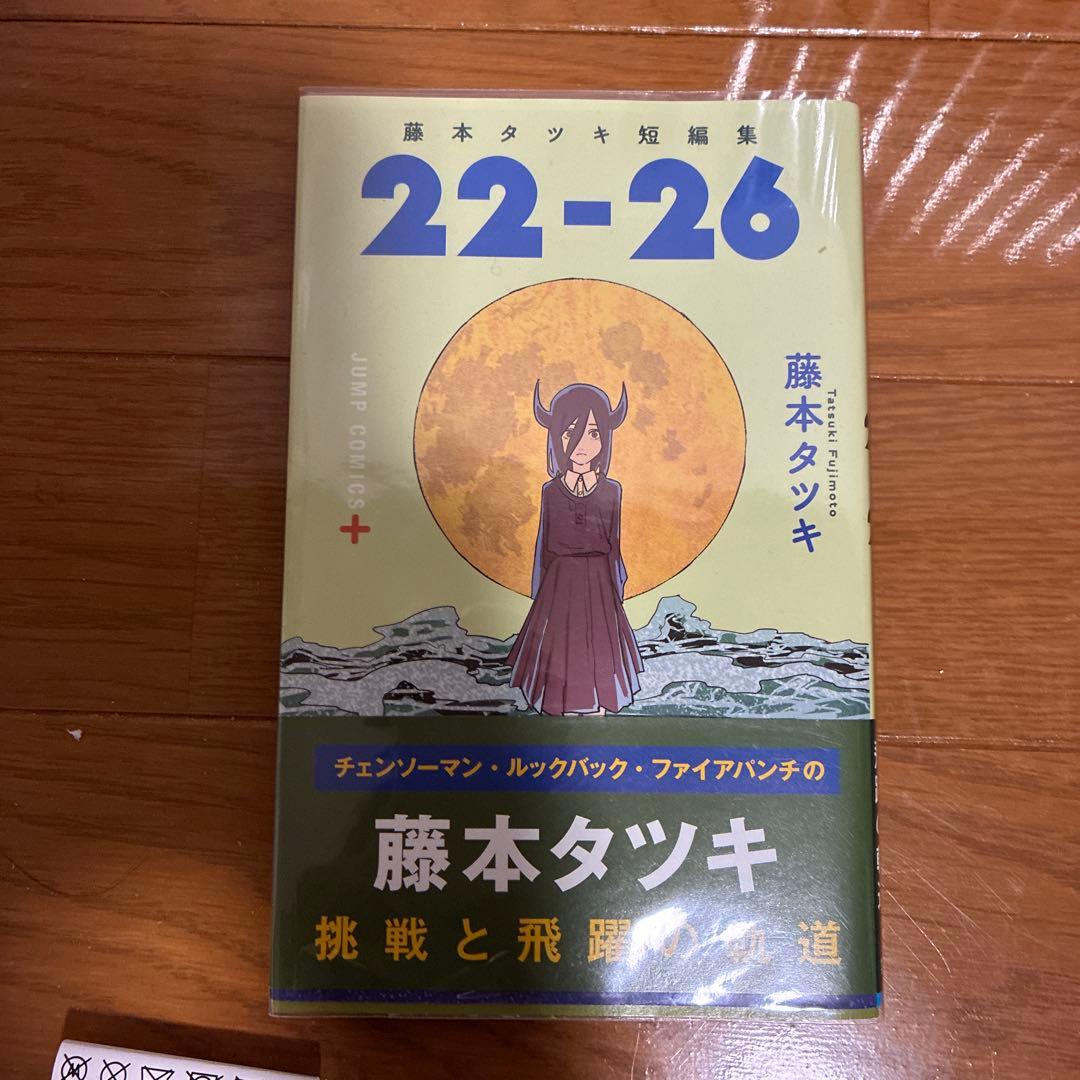 藤本タツキ短編集
22-26
JUMP COMICS+
藤本タツキ
Tatsuki Fujimoto
チェンソーマン・ルックバック・ファイアパンチの
藤本タツキ
挑戦と飛躍の軌道